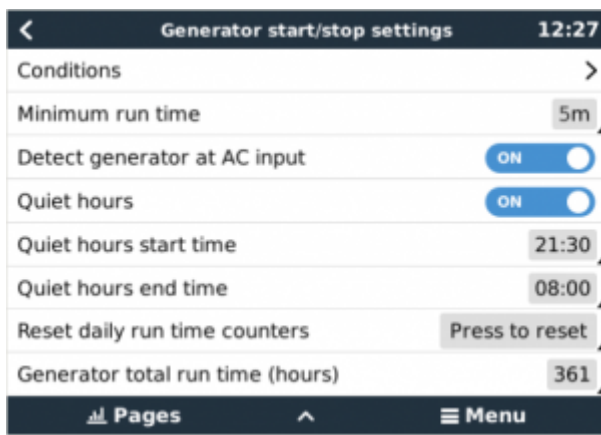 Generator start/stop settings 12:27
Conditions
Minimum run time 5m
Detect generator at AC input ON
Quiet hours ON
Quiet hours start time 21:30
Quiet hours end time 08:00
Reset daily run time counters Press to reset
Generator total run time (hours) 361
Pages Menu